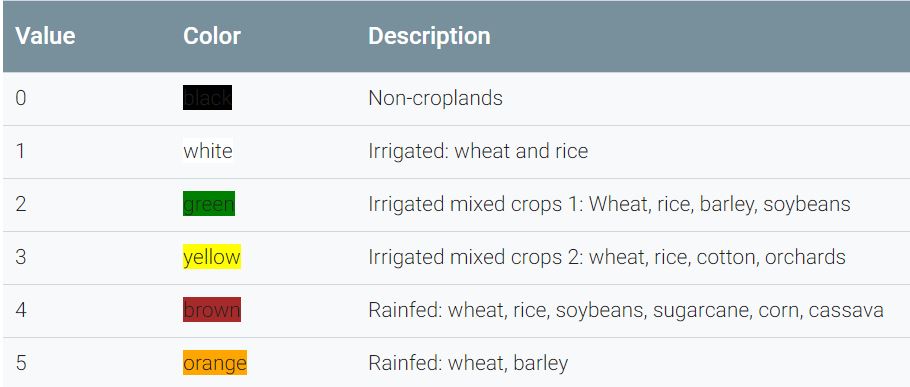 Value Color Description
0 black Non-croplands
1 white Irrigated: wheat and rice
2 green Irrigated mixed crops 1: Wheat, rice, barley, soybeans
3 yellow Irrigated mixed crops 2: wheat, rice, cotton, orchards
4 brown Rainfed: wheat, rice, soybeans, sugarcane, corn, cassava
5 orange Rainfed: wheat, barley